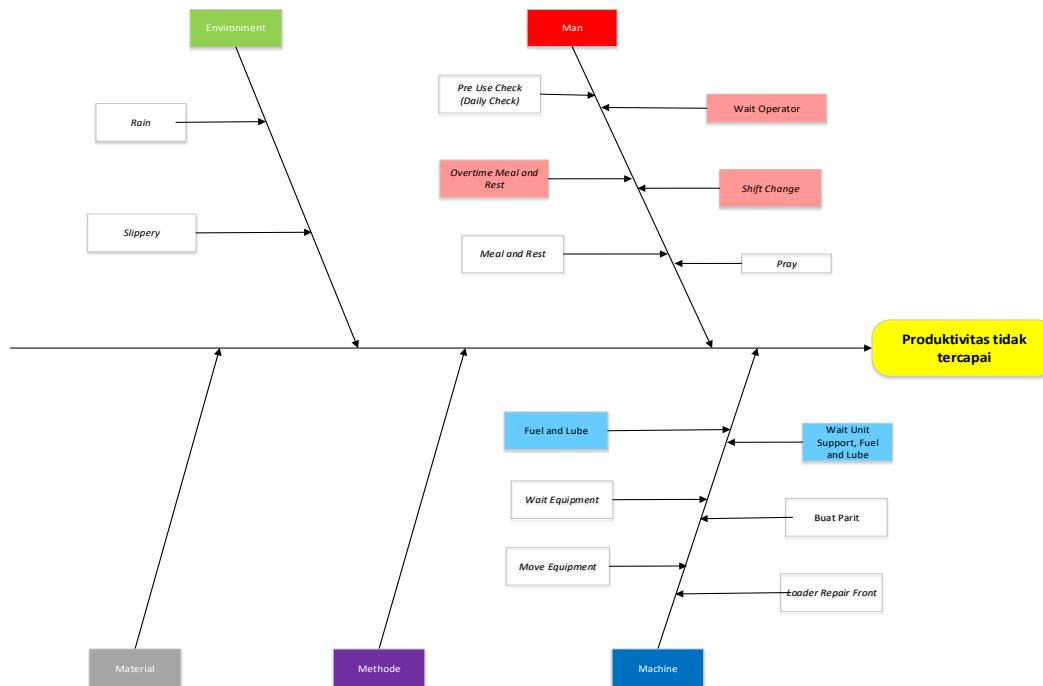 Environment
Man
Pre Use Check
(Daily Check)
Wait Operator
Rain
Overtime Meal and
Rest
Shift Change
Slippery
Meal and Rest
Pray
Produktivitas tidak
tercapai
Fuel and Lube
Wait Unit
Support, Fuel
and Lube
Wait Equipment
Buat Parit
Move Equipment
Loader Repair Front
Material
Methode
Machine